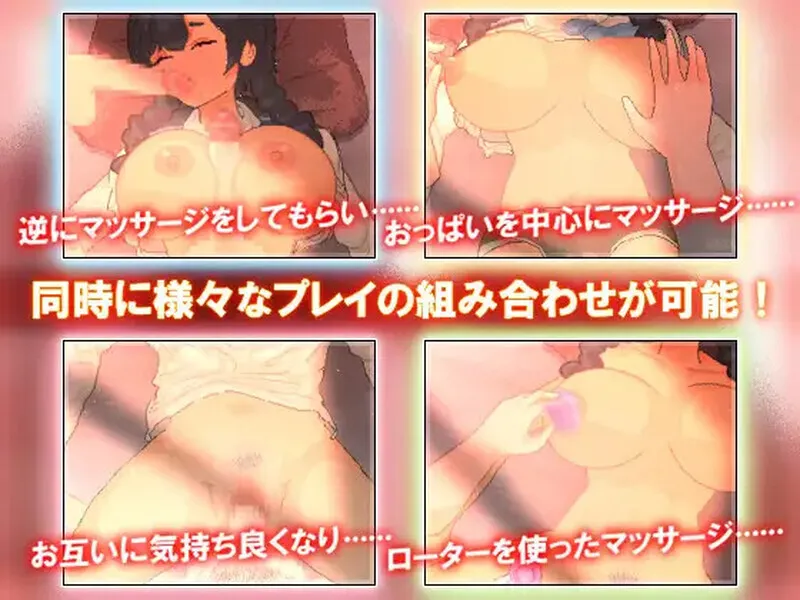 逆にマッサージをしてもらい……
おっぱいを中心にマッサージ……
同時に様々なプレイの組み合わせが可能！
お互いに気持ち良くなり……
ローターを使ったマッサージ……